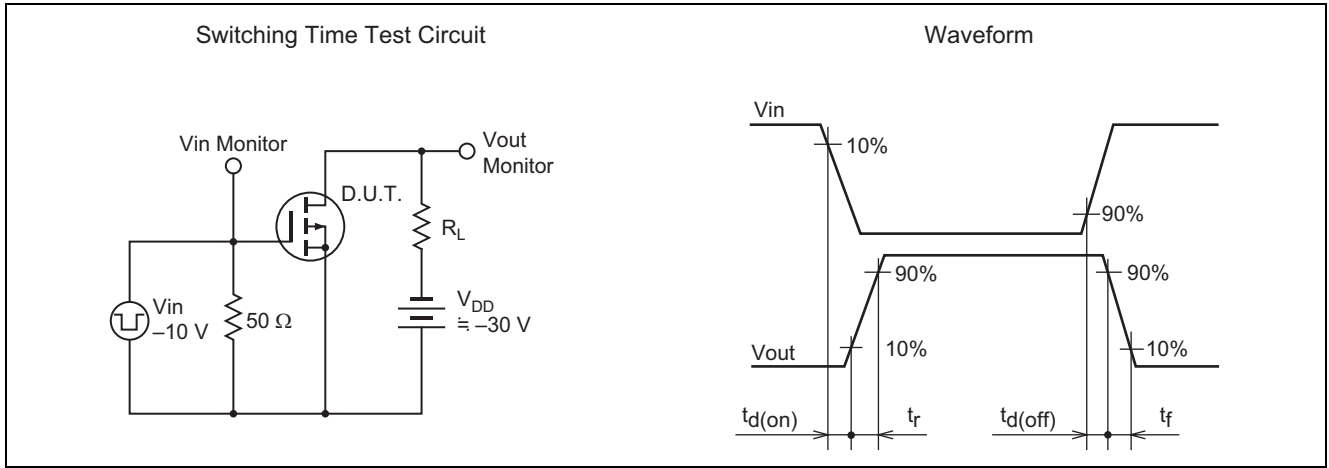 Switching Time Test Circuit
Vin Monitor
Vout
Monitor
D.U.T.
RL
Vin
–10 V
50 Ω
VDD
≒ –30 V
Waveform
Vin
10%
90%
90%
90%
Vout
10%
10%
td(on)
tr
td(off)
tf